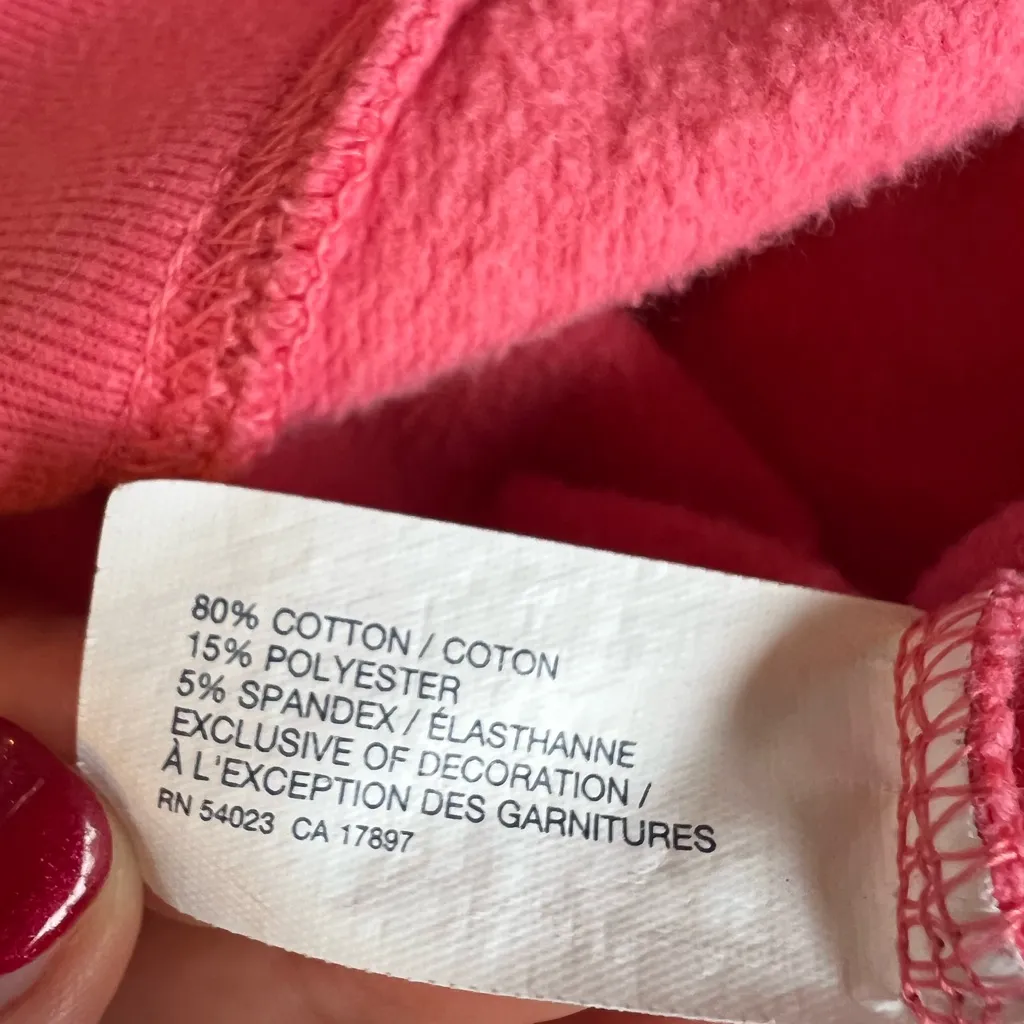 80% COTTON / COTON
15% POLYESTER
5% SPANDEX / ÉLASTHANNE
EXCLUSIVE OF DECORATION /
À L'EXCEPTION DES GARNITURES
RN 54023 CA 17897